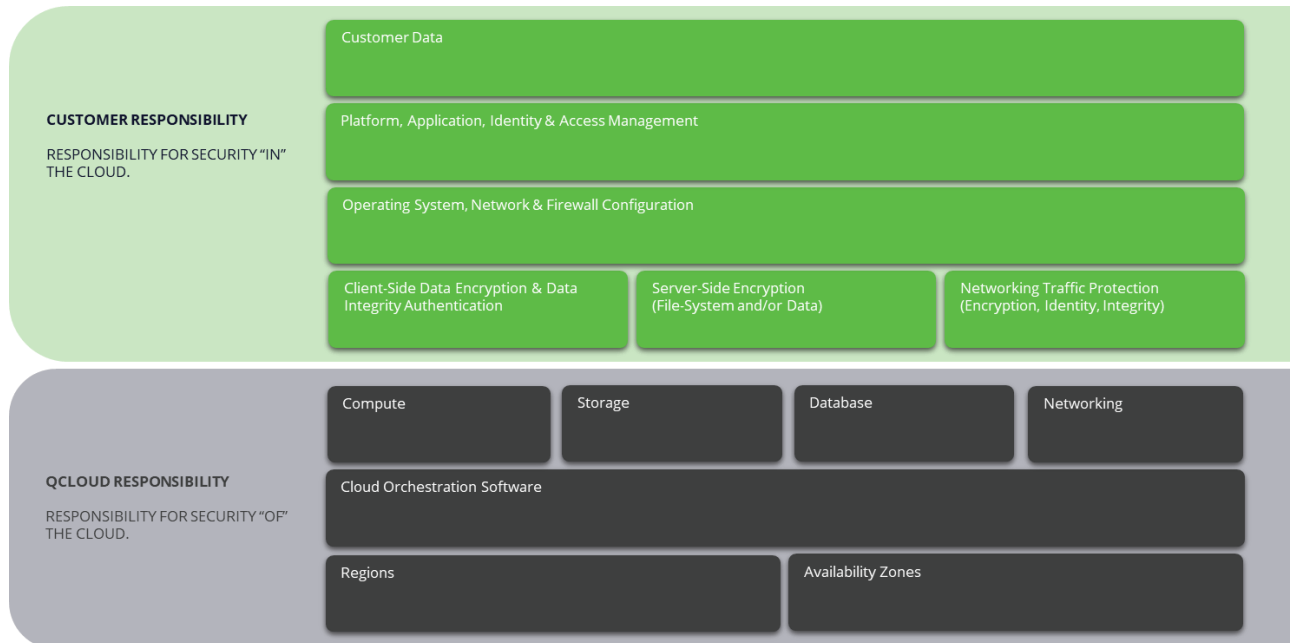 Customer Data
CUSTOMER RESPONSIBILITY
RESPONSIBILITY FOR SECURITY “IN”
THE CLOUD.
Platform, Application, Identity & Access Management
Operating System, Network & Firewall Configuration
Client-Side Data Encryption & Data
Integrity Authentication
Server-Side Encryption
(File-System and/or Data)
Networking Traffic Protection
(Encryption, Identity, Integrity)
Compute
Storage
Database
Networking
QCLOUD RESPONSIBILITY
RESPONSIBILITY FOR SECURITY “OF”
THE CLOUD.
Cloud Orchestration Software
Regions
Availability Zones